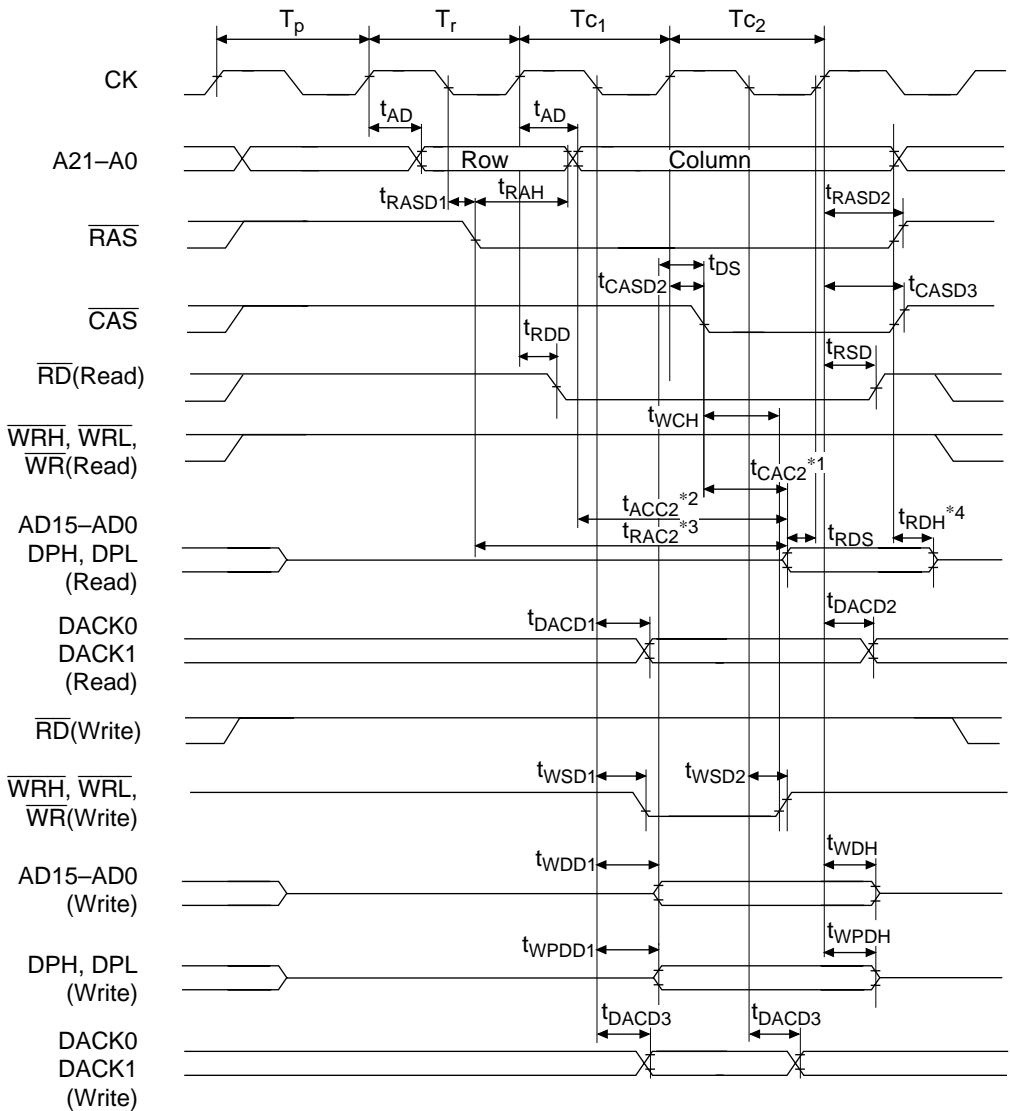 Tp Tr Tc1 Tc2
CK
tAD tAD
A21–A0 Row Column
tRASD1 tRAH tRASD2
RAS
tDS
tCASD2 tCASD3
CAS
tRDD tRSD
RD(Read)
tWCH
WRH, WRL,
WR(Read)
tCAC2*1
tACC2*2
AD15–AD0
DPH, DPL
(Read)
tRAC2*3 tRDS tRDH*4
DACK0
DACK1
(Read)
tDACD1 tDACD2
RD(Write)
WRH, WRL,
WR(Write)
tWSD1 tWSD2
AD15–AD0
(Write)
tWDD1 tWDH
DPH, DPL
(Write)
tWPDD1 tWPDH
DACK0
DACK1
(Write)
tDACD3 tDACD3